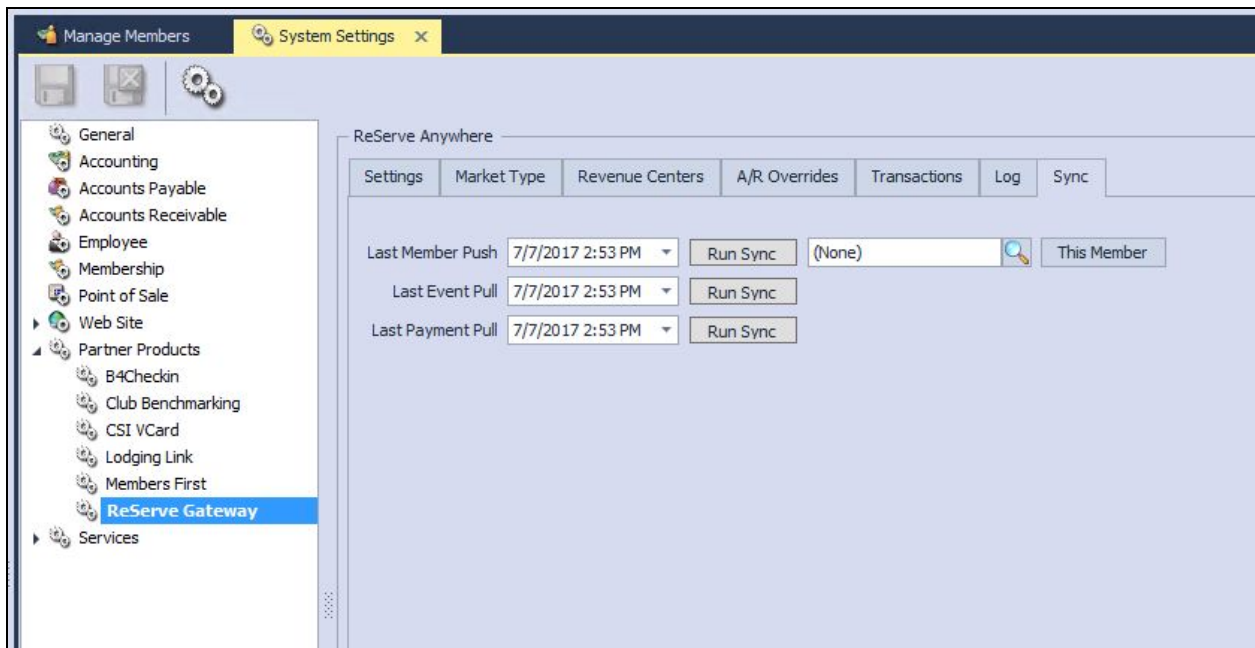 Manage Members
System Settings
General
Accounting
Accounts Payable
Accounts Receivable
Employee
Membership
Point of Sale
Web Site
Partner Products
B4Checkin
Club Benchmarking
CSI VCard
Lodging Link
Members First
ReServe Gateway
Services
ReServe Anywhere
Settings Market Type Revenue Centers A/R Overrides Transactions Log Sync
Last Member Push 7/7/2017 2:53 PM Run Sync (None) This Member
Last Event Pull 7/7/2017 2:53 PM Run Sync
Last Payment Pull 7/7/2017 2:53 PM Run Sync